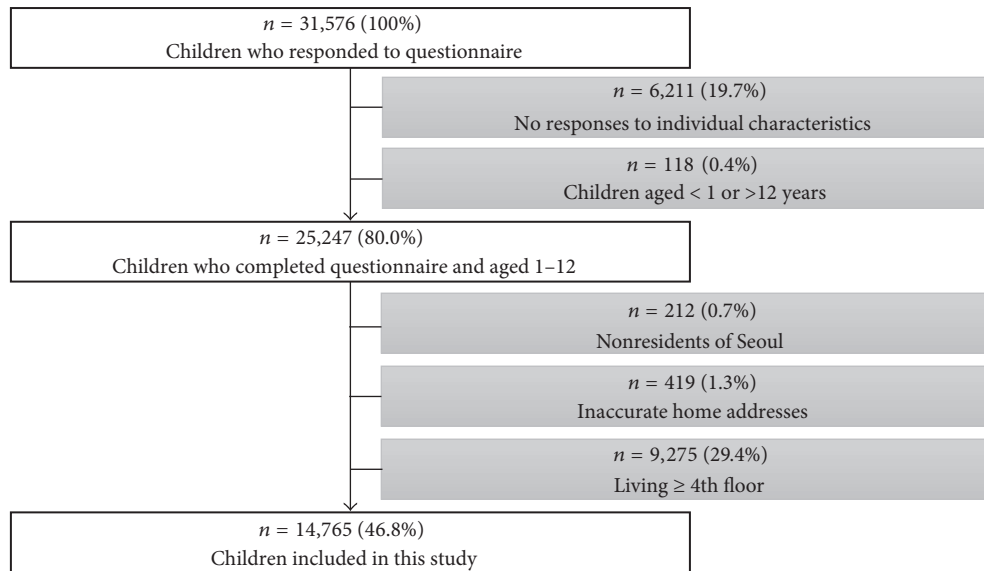 n = 31,576 (100%)
Children who responded to questionnaire
n = 6,211 (19.7%)
No responses to individual characteristics
n = 118 (0.4%)
Children aged < 1 or >12 years
n = 25,247 (80.0%)
Children who completed questionnaire and aged 1–12
n = 212 (0.7%)
Nonresidents of Seoul
n = 419 (1.3%)
Inaccurate home addresses
n = 9,275 (29.4%)
Living ≥ 4th floor
n = 14,765 (46.8%)
Children included in this study